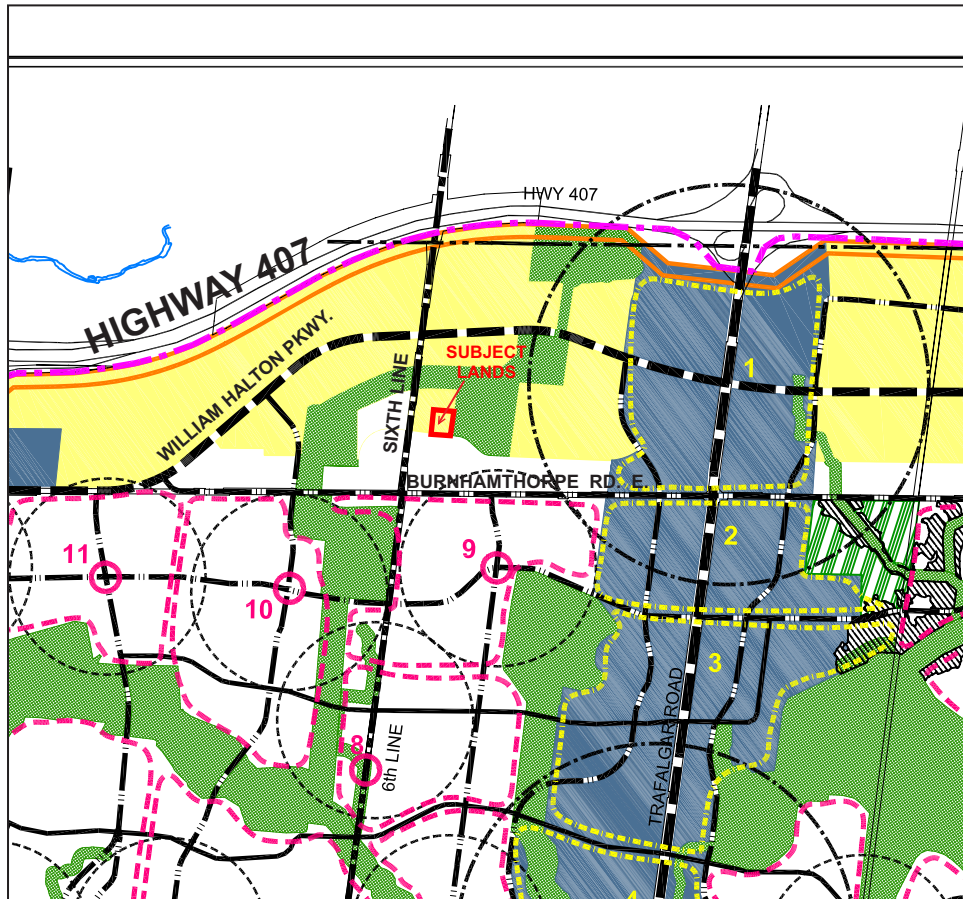 HWY 407
HIGHWAY 407
WILLIAM HALTON PKWY.
SIXTH LINE
SUBJECT
LANDS
1
BURNHAMTHORPE RD. E.
2
9
11
10
3
TRAFALGAR ROAD
8
6th LINE
4